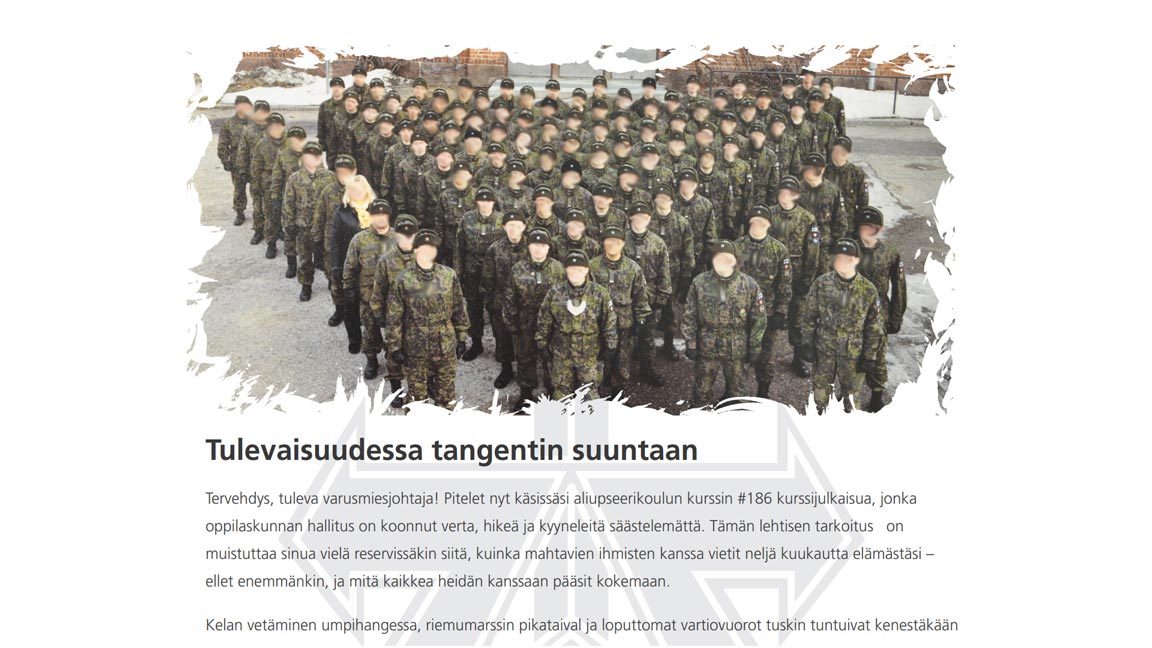 Tulevaisuudessa tangentin suuntaan
Tervehdys, tuleva varusmiesjohtaja! Pitelet nyt käsissäsi aliupseerikoulun kurssin #186 kurssijulkaisua, jonka
oppilaskunnan hallitus on koonnut verta, hikeä ja kyyneleitä säästelemättä. Tämän lehtisen tarkoitus on
muistuttaa sinua vielä reservissäkin siitä, kuinka mahtavien ihmisten kanssa vietit neljä kuukautta elämästäsi –
ellet enemmänkin, ja mitä kaikkea heidän kanssaan pääsit kokemaan.
Kelan vetäminen umpihangessa, riemumarssin pikataival ja loputtomat vartiovuorot tuskin tuntuivat kenestäkään